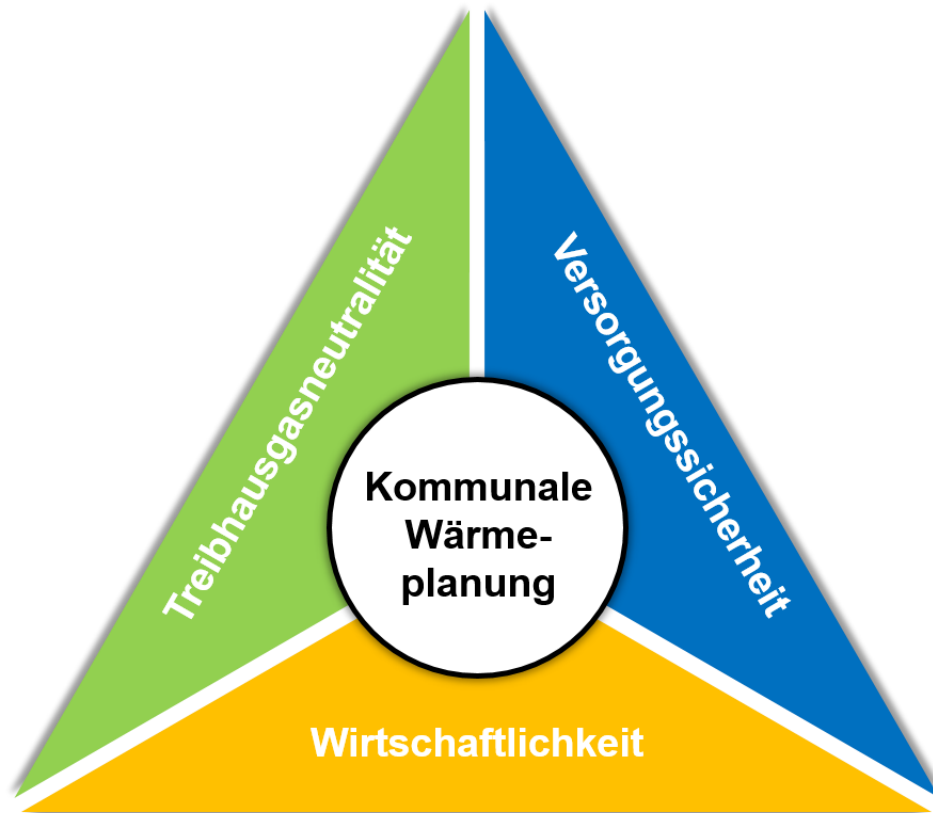 Treibhausgasneutralität
Versorgungssicherheit
Kommunale
Wärme-
planung
Wirtschaftlichkeit